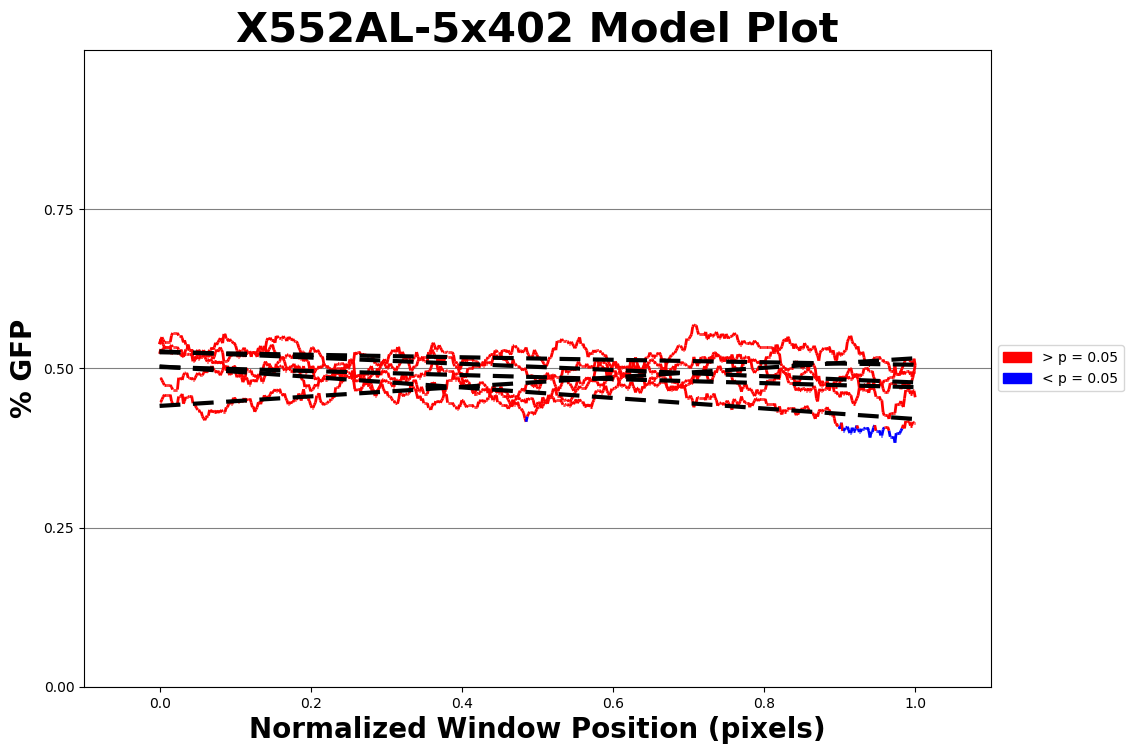 X552AL-5x402 Model Plot
% GFP
0.75
0.50
0.25
0.00
0.0 0.2 0.4 0.6 0.8 1.0
Normalized Window Position (pixels)
> p = 0.05
< p = 0.05